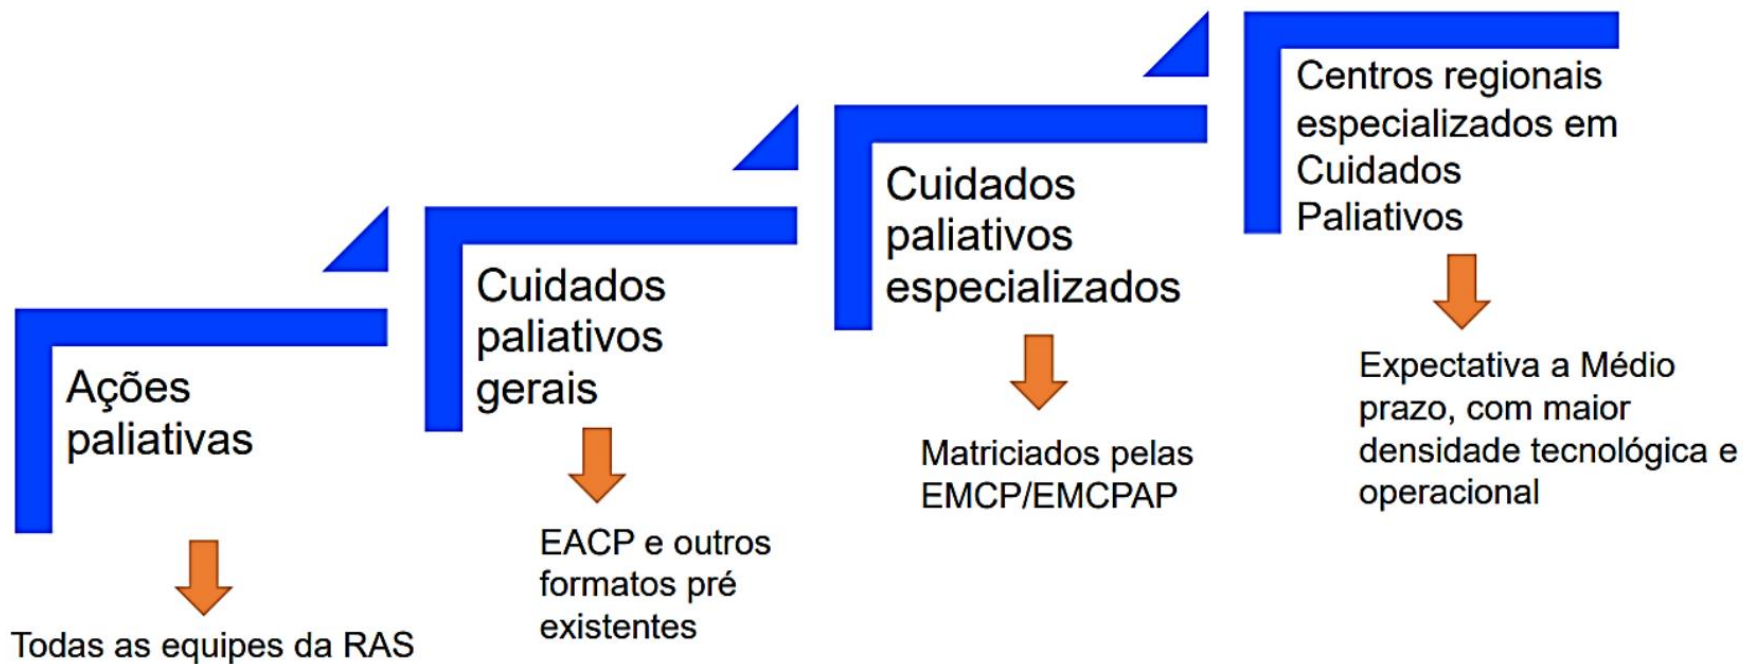 Ações
paliativas
Todas as equipes da RAS
Cuidados
paliativos
gerais
EACP e outros
formatos pré
existentes
Cuidados
paliativos
especializados
Matriciados pelas
EMCP/EMCPAP
Centros regionais
especializados em
Cuidados
Paliativos
Expectativa a Médio
prazo, com maior
densidade tecnológica e
operacional